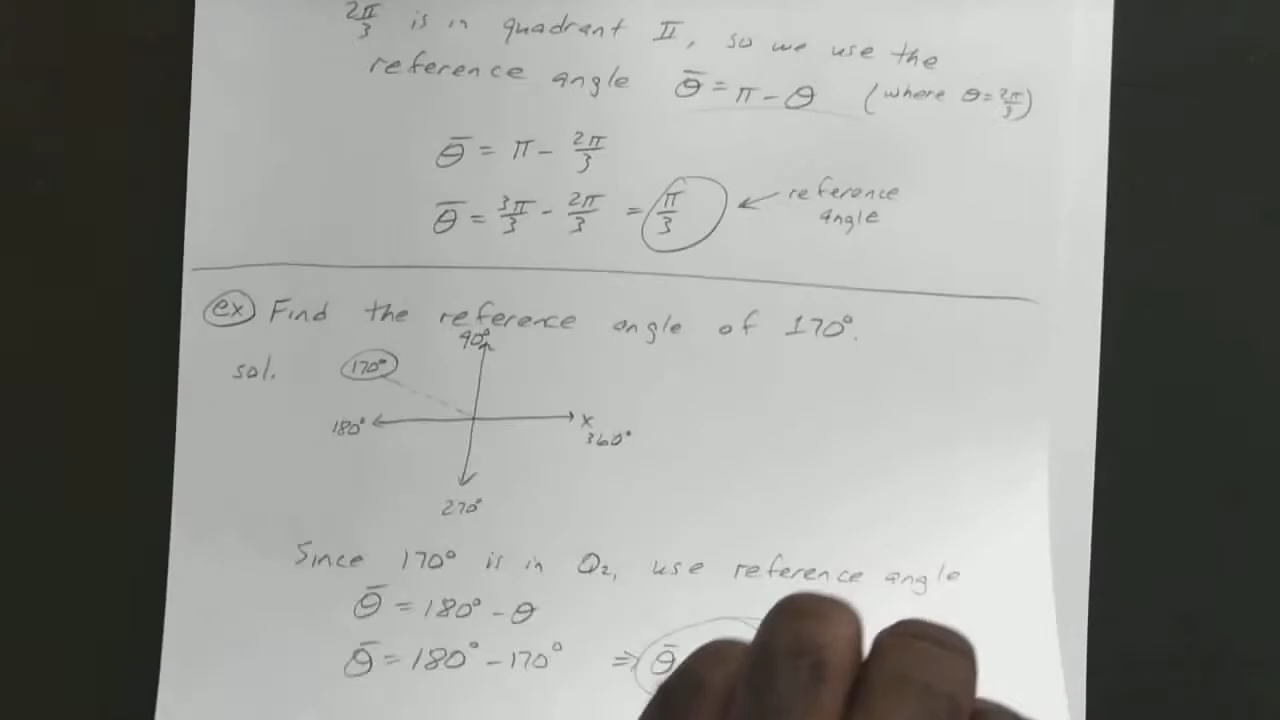 2π/3 is in quadrant II, so we use the
reference angle θ̄ = π - θ (where θ = 2π/3)
θ̄ = π - 2π/3
θ̄ = 3π/3 - 2π/3 = π/3 ← reference
angle
ex Find the reference angle of 170°.
90°
sol. 170°
180° x
360°
270°
Since 170° is in Q₂, use reference angle
θ̄ = 180° - θ
θ̄ = 180° - 170° ⇒ θ̄